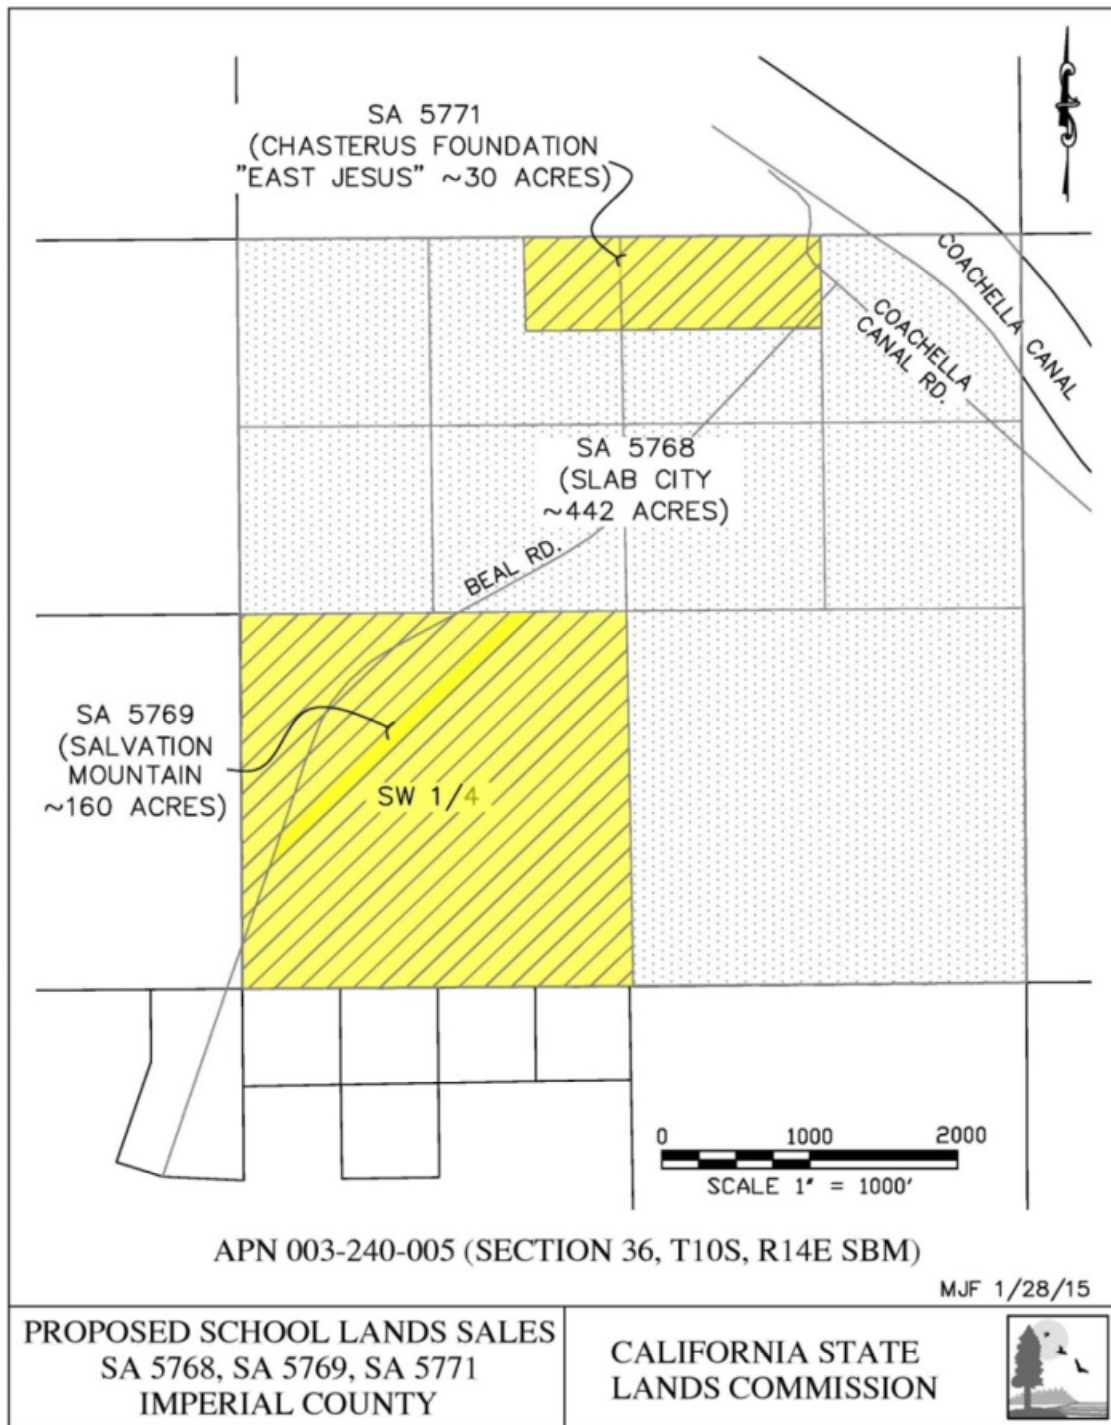 SA 5771
(CHASTERUS FOUNDATION
"EAST JESUS" ~30 ACRES)
COACHELLA CANAL
COACHELLA
CANAL RD.
SA 5768
(SLAB CITY
~442 ACRES)
BEAL RD.
SA 5769
(SALVATION
MOUNTAIN
~160 ACRES)
SW 1/4
0 1000 2000
SCALE 1" = 1000'
APN 003-240-005 (SECTION 36, T10S, R14E SBM)
MJF 1/28/15
PROPOSED SCHOOL LANDS SALES
SA 5768, SA 5769, SA 5771
IMPERIAL COUNTY
CALIFORNIA STATE
LANDS COMMISSION